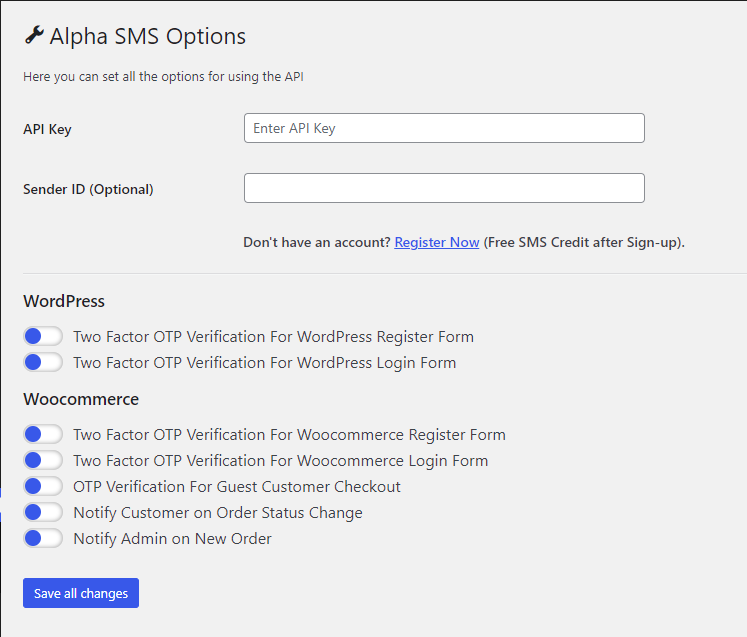 Alpha SMS Options
Here you can set all the options for using the API
API Key
Enter API Key
Sender ID (Optional)
Don't have an account? Register Now (Free SMS Credit after Sign-up).
WordPress
Two Factor OTP Verification For WordPress Register Form
Two Factor OTP Verification For WordPress Login Form
Woocommerce
Two Factor OTP Verification For Woocommerce Register Form
Two Factor OTP Verification For Woocommerce Login Form
OTP Verification For Guest Customer Checkout
Notify Customer on Order Status Change
Notify Admin on New Order
Save all changes